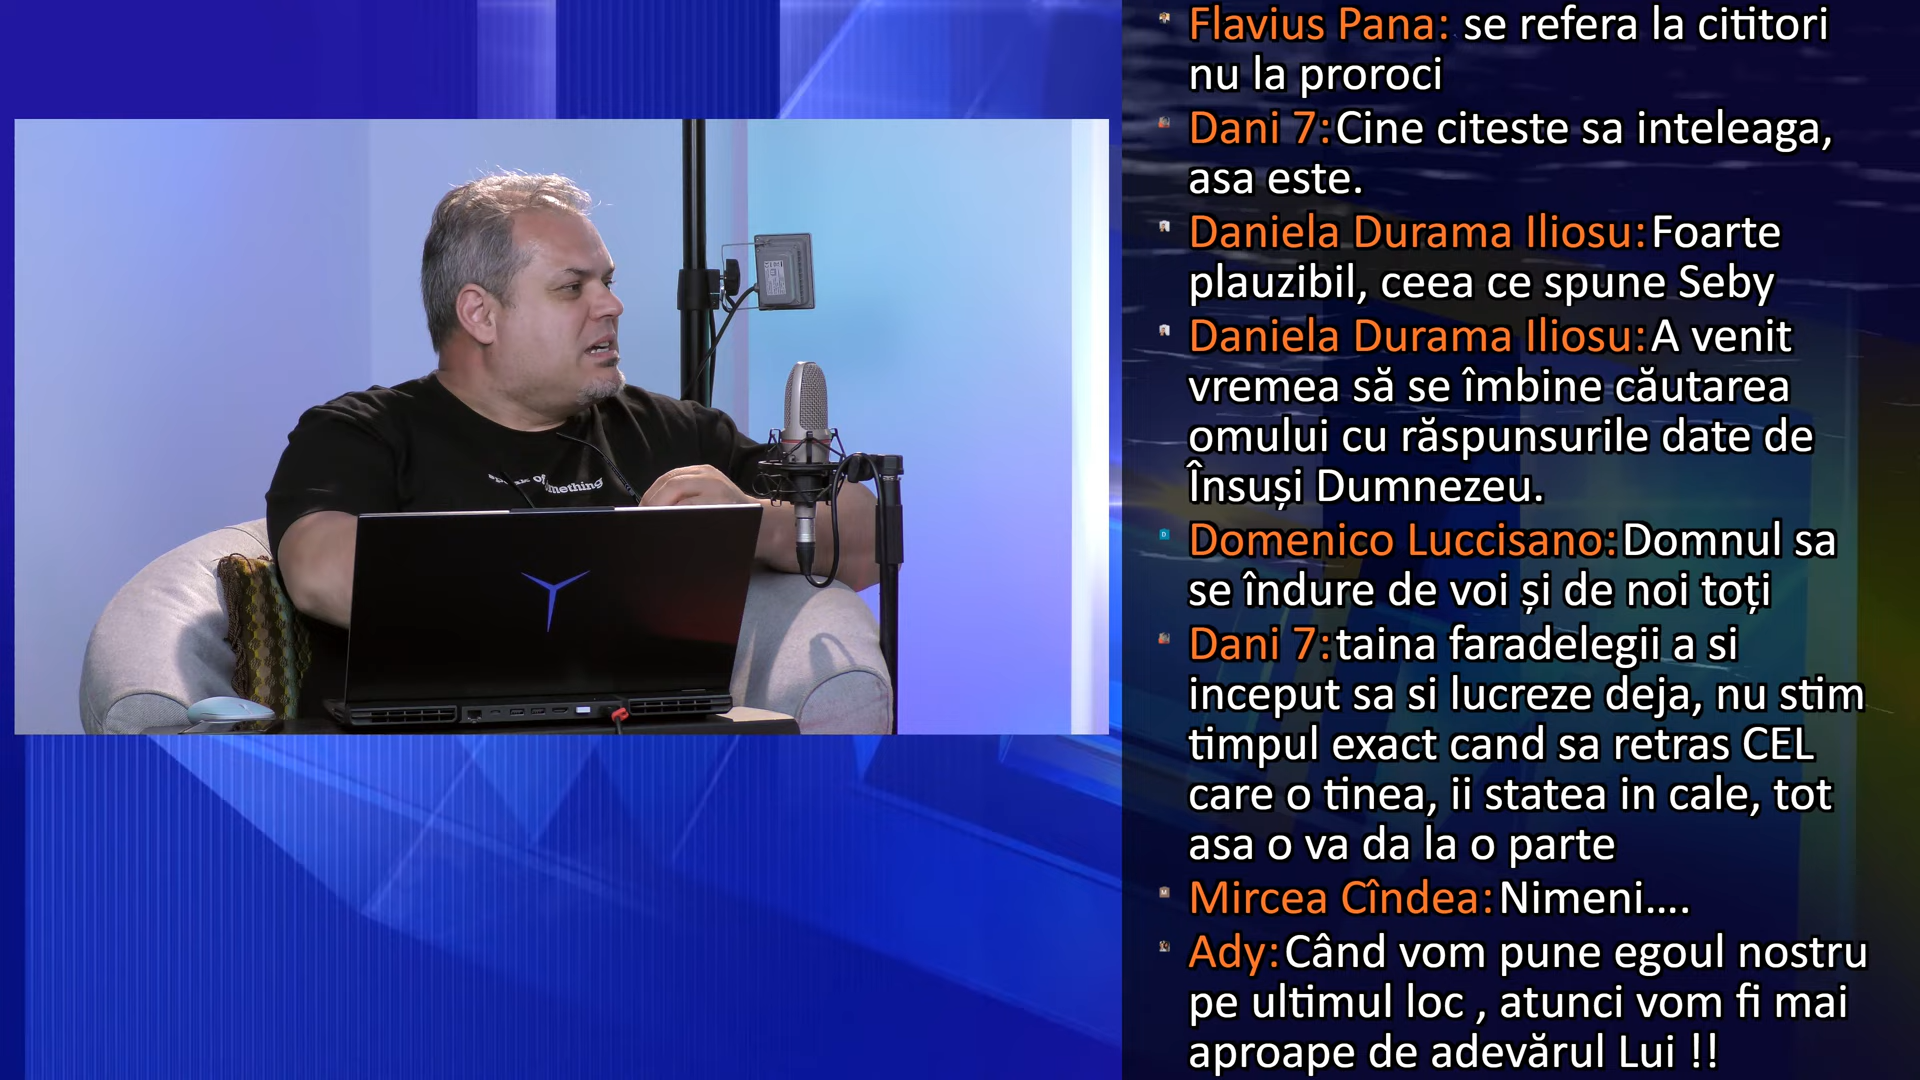 Flavius Pana: se refera la cititori
nu la proroci
Dani 7: Cine citeste sa inteleaga,
asa este.
Daniela Durama Iliosu: Foarte
plauzibil, ceea ce spune Seby
Daniela Durama Iliosu: A venit
vremea să se îmbine căutarea
omului cu răspunsurile date de
Însuși Dumnezeu.
Domenico Luccisano: Domnul sa
se îndure de voi și de noi toți
Dani 7: taina faradelegii a si
inceput sa si lucreze deja, nu stim
timpul exact cand sa retras CEL
care o tinea, ii statea in cale, tot
asa o va da la o parte
Mircea Cîndea: Nimeni....
Ady: Când vom pune egoul nostru
pe ultimul loc , atunci vom fi mai
aproape de adevărul Lui !!